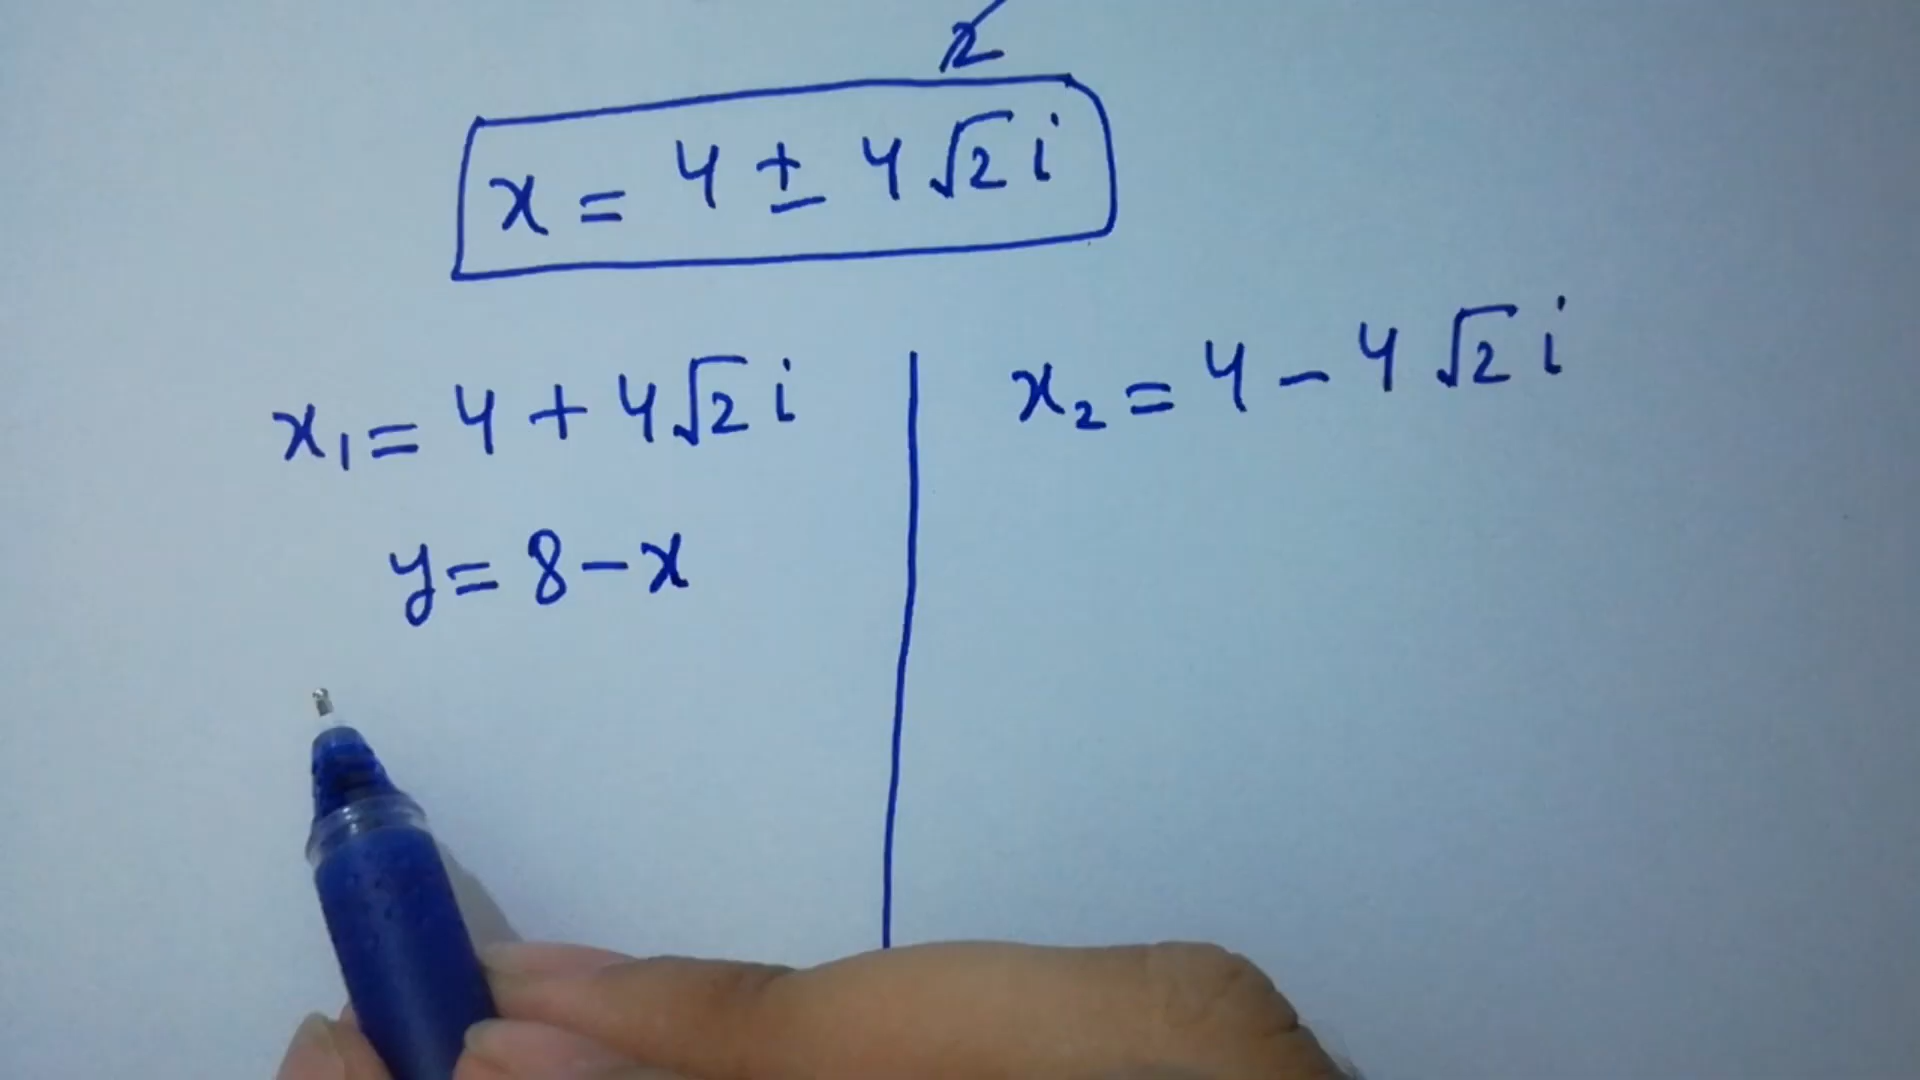 2
x = 4 ± 4√2 i
x₁ = 4 + 4√2 i
y = 8 - x
x₂ = 4 - 4√2 i